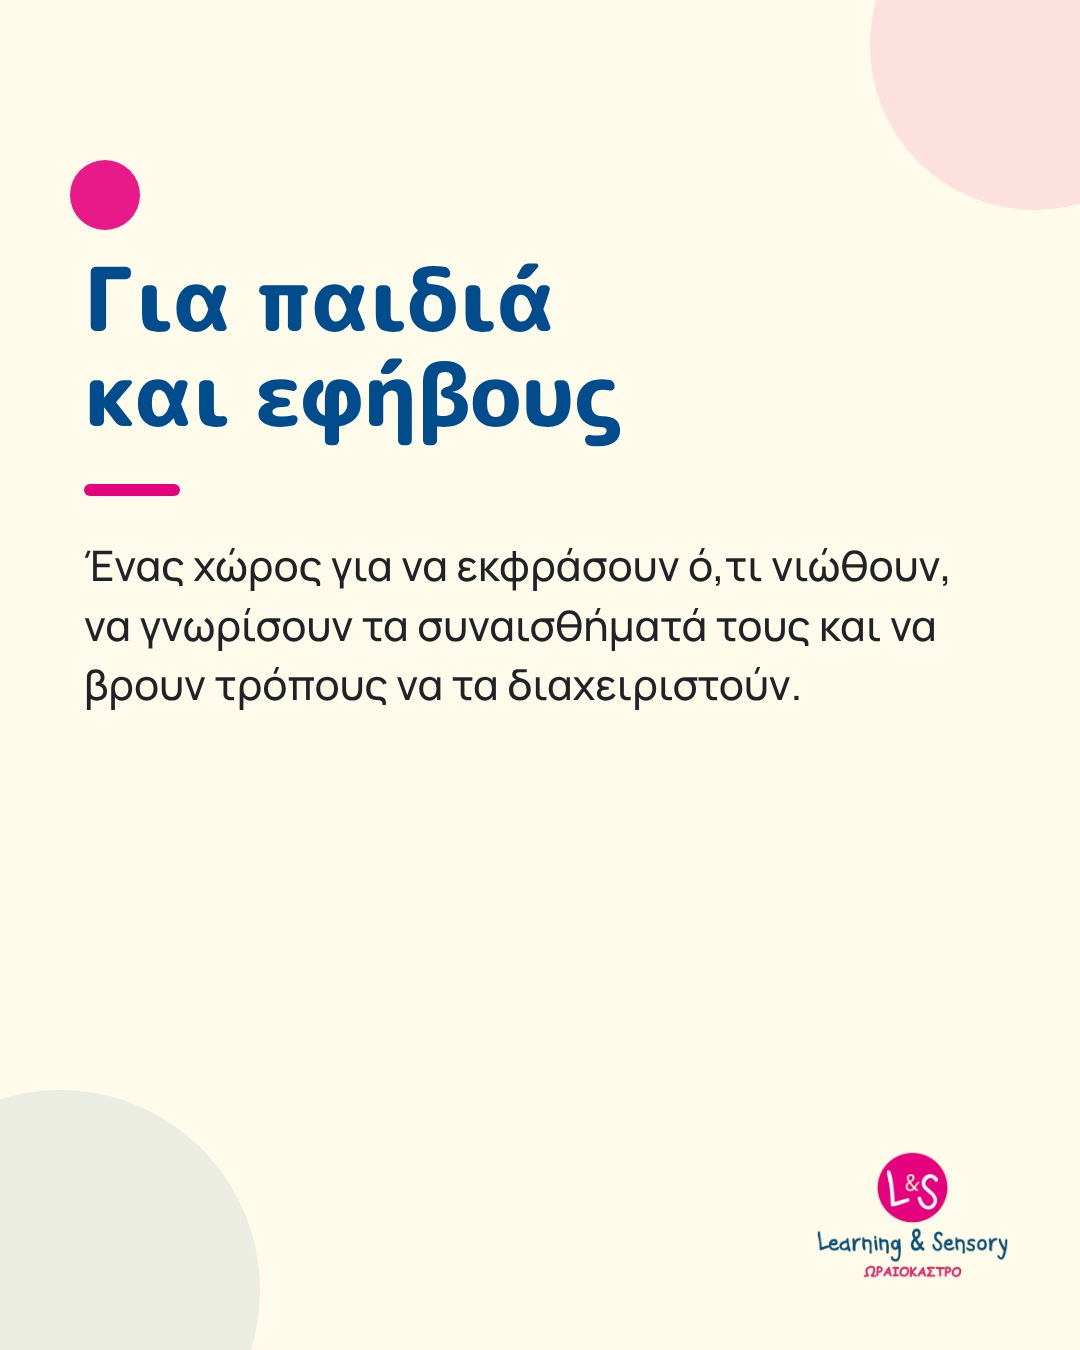 Για παιδιά
και εφήβους
Ένας χώρος για να εκφράσουν ό,τι νιώθουν,
να γνωρίσουν τα συναισθήματά τους και να
βρουν τρόπους να τα διαχειριστούν.
L&S
Learning & Sensory
ΩΡΑΙΟΚΑΣΤΡΟ